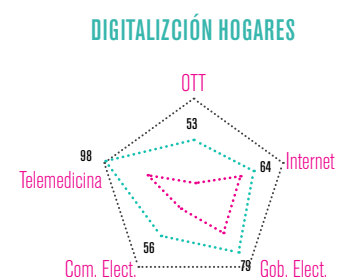 DIGITALIZCIÓN HOGARES
OTT
53
98
64
Internet
Telemedicina
56
79
Com. Elect.
Gob. Elect.